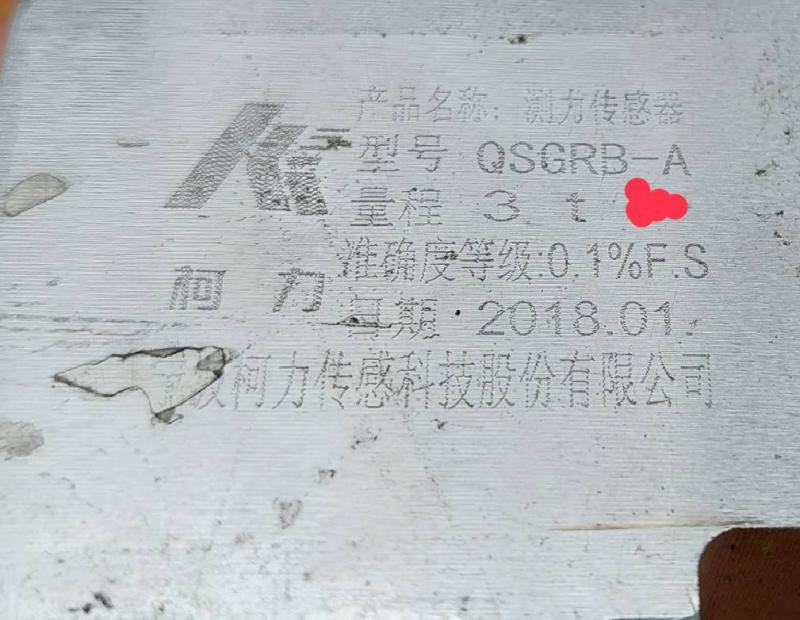 产品名称: 测力传感器
型号 QSGRB-A
量程 3 t
准确度等级:0.1%F.S
日期 2018.01.
柯力
波柯力传感科技股份有限公司